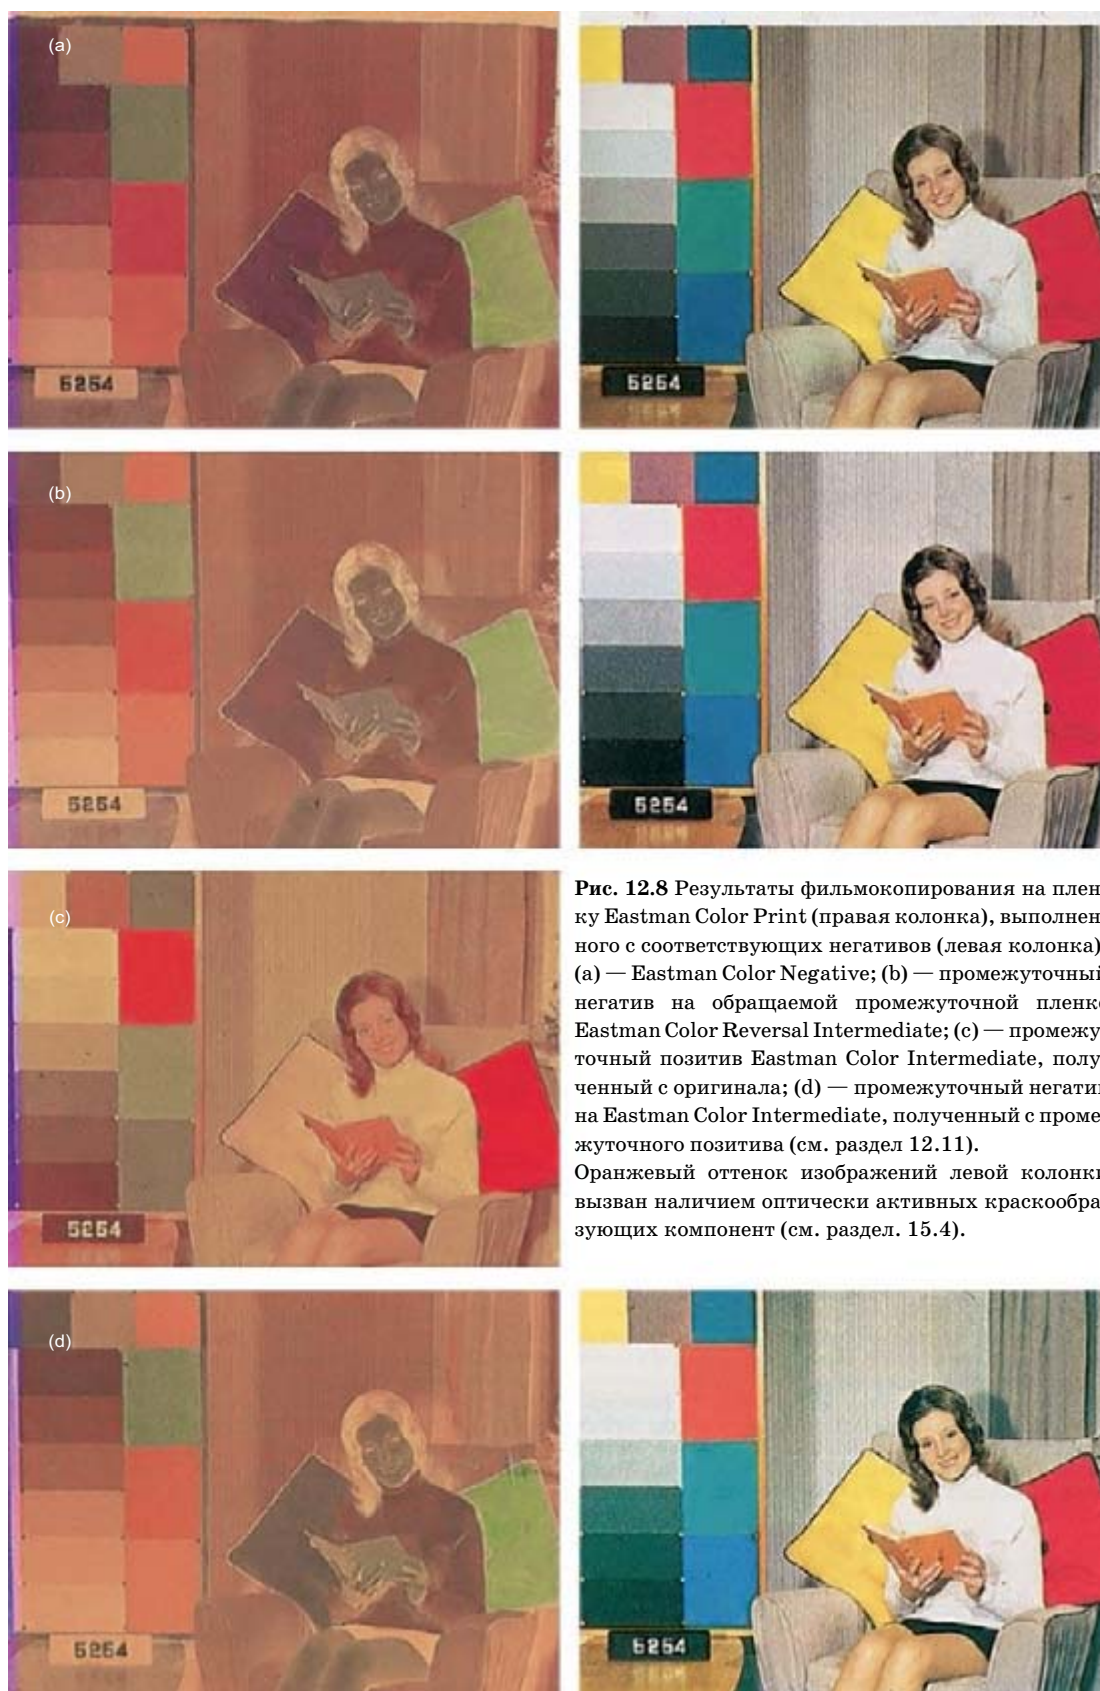 (a)
5254
5254
(b)
5254
5254
(c)
5254
Рис. 12.8 Результаты фильмокопирования на плен
ку Eastman Color Print (правая колонка), выполнен
ного с соответствующих негативов (левая колонка)
(a) — Eastman Color Negative; (b) — промежуточный
негатив на обращаемой промежуточной пленке
Eastman Color Reversal Intermediate; (c) — промежу
точный позитив Eastman Color Intermediate, полу
ченный с оригинала; (d) — промежуточный негатив
на Eastman Color Intermediate, полученный с проме
жуточного позитива (см. раздел 12.11).
Оранжевый оттенок изображений левой колонки
вызван наличием оптически активных краскообра
зующих компонент (см. раздел. 15.4).
(d)
5254
5254